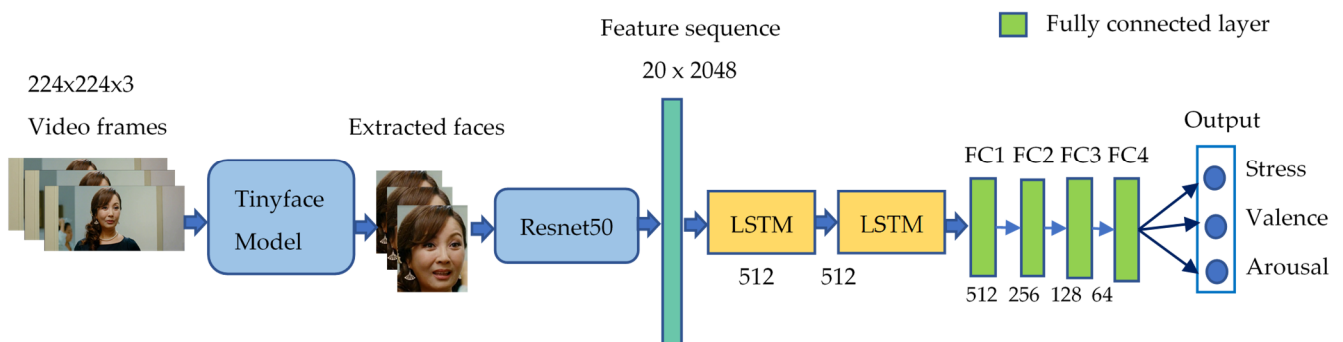 Feature sequence
20 x 2048
Fully connected layer
224x224x3
Video frames
Extracted faces
Output
Tinyface
Model
Resnet50
LSTM
LSTM
512
512
FC1
FC2
FC3
FC4
512
256
128
64
Stress
Valence
Arousal